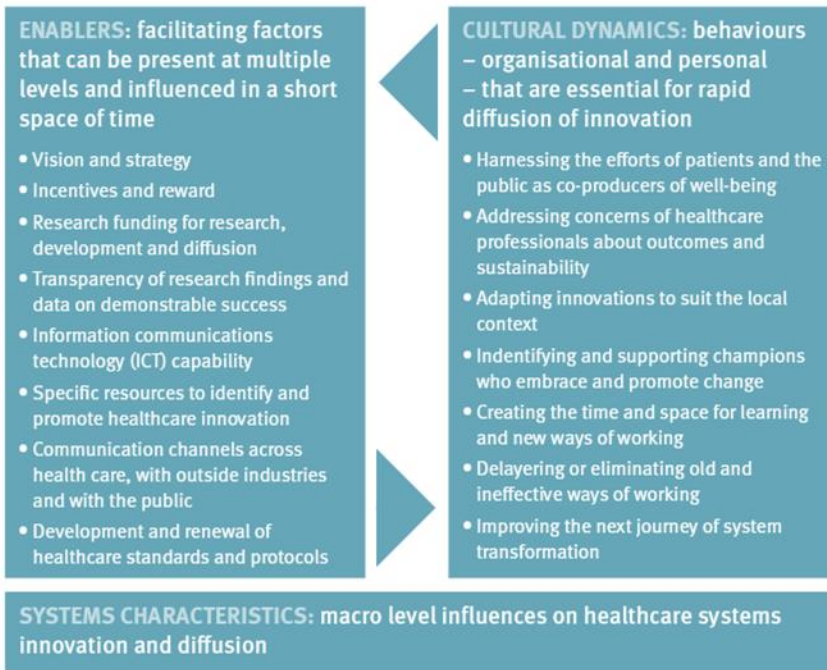 ENABLERS: facilitating factors
that can be present at multiple
levels and influenced in a short
space of time
• Vision and strategy
• Incentives and reward
• Research funding for research,
development and diffusion
• Transparency of research findings and
data on demonstrable success
• Information communications
technology (ICT) capability
• Specific resources to identify and
promote healthcare innovation
• Communication channels across
health care, with outside industries
and with the public
• Development and renewal of
healthcare standards and protocols
CULTURAL DYNAMICS: behaviours
– organisational and personal
– that are essential for rapid
diffusion of innovation
• Harnessing the efforts of patients and the
public as co-producers of well-being
• Addressing concerns of healthcare
professionals about outcomes and
sustainability
• Adapting innovations to suit the local
context
• Indentifying and supporting champions
who embrace and promote change
• Creating the time and space for learning
and new ways of working
• Delayering or eliminating old and
ineffective ways of working
• Improving the next journey of system
transformation
SYSTEMS CHARACTERISTICS: macro level influences on healthcare systems
innovation and diffusion